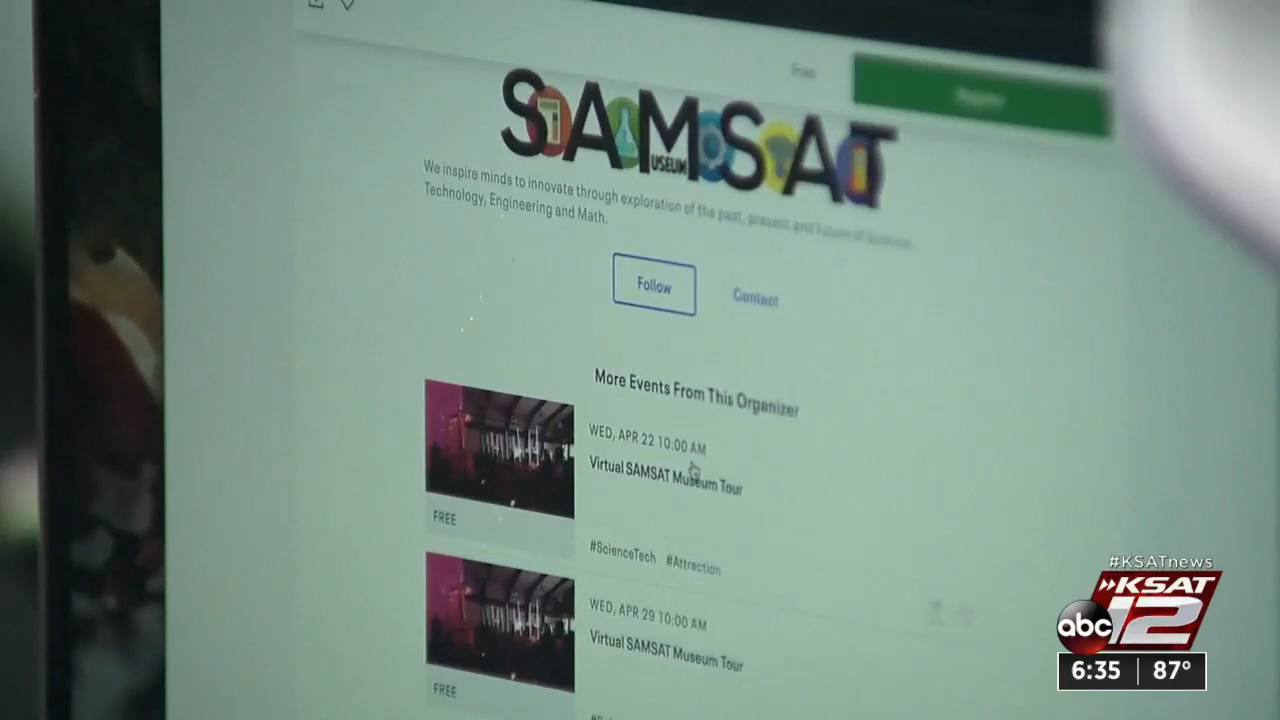 Free
Register
SAMSAT
USEUM
We inspire minds to innovate through exploration of the past, present and future of Science,
Technology, Engineering and Math.
Follow
Contact
More Events From This Organizer
WED, APR 22 10:00 AM
Virtual SAMSAT Museum Tour
FREE
#ScienceTech #Attraction
WED, APR 29 10:00 AM
Virtual SAMSAT Museum Tour
FREE
#KSATnews
KSAT
abc 12
6:35 87°